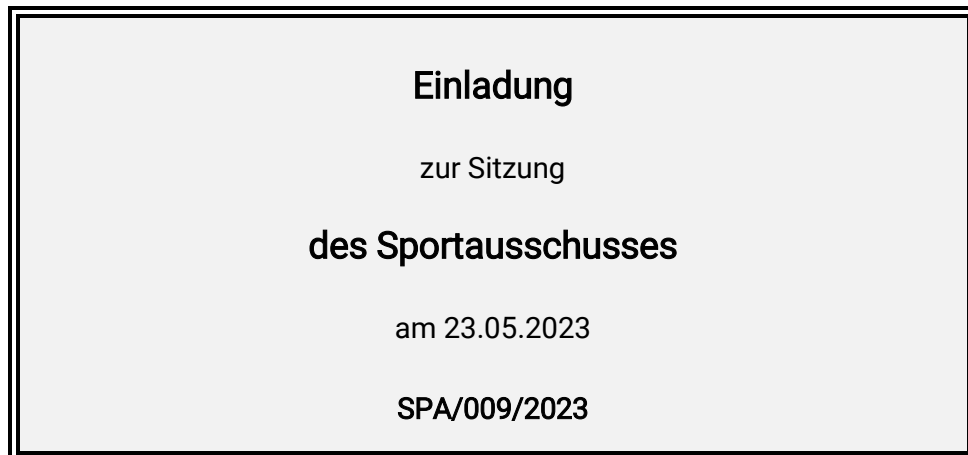 Einladung
zur Sitzung
des Sportausschusses
am 23.05.2023
SPA/009/2023